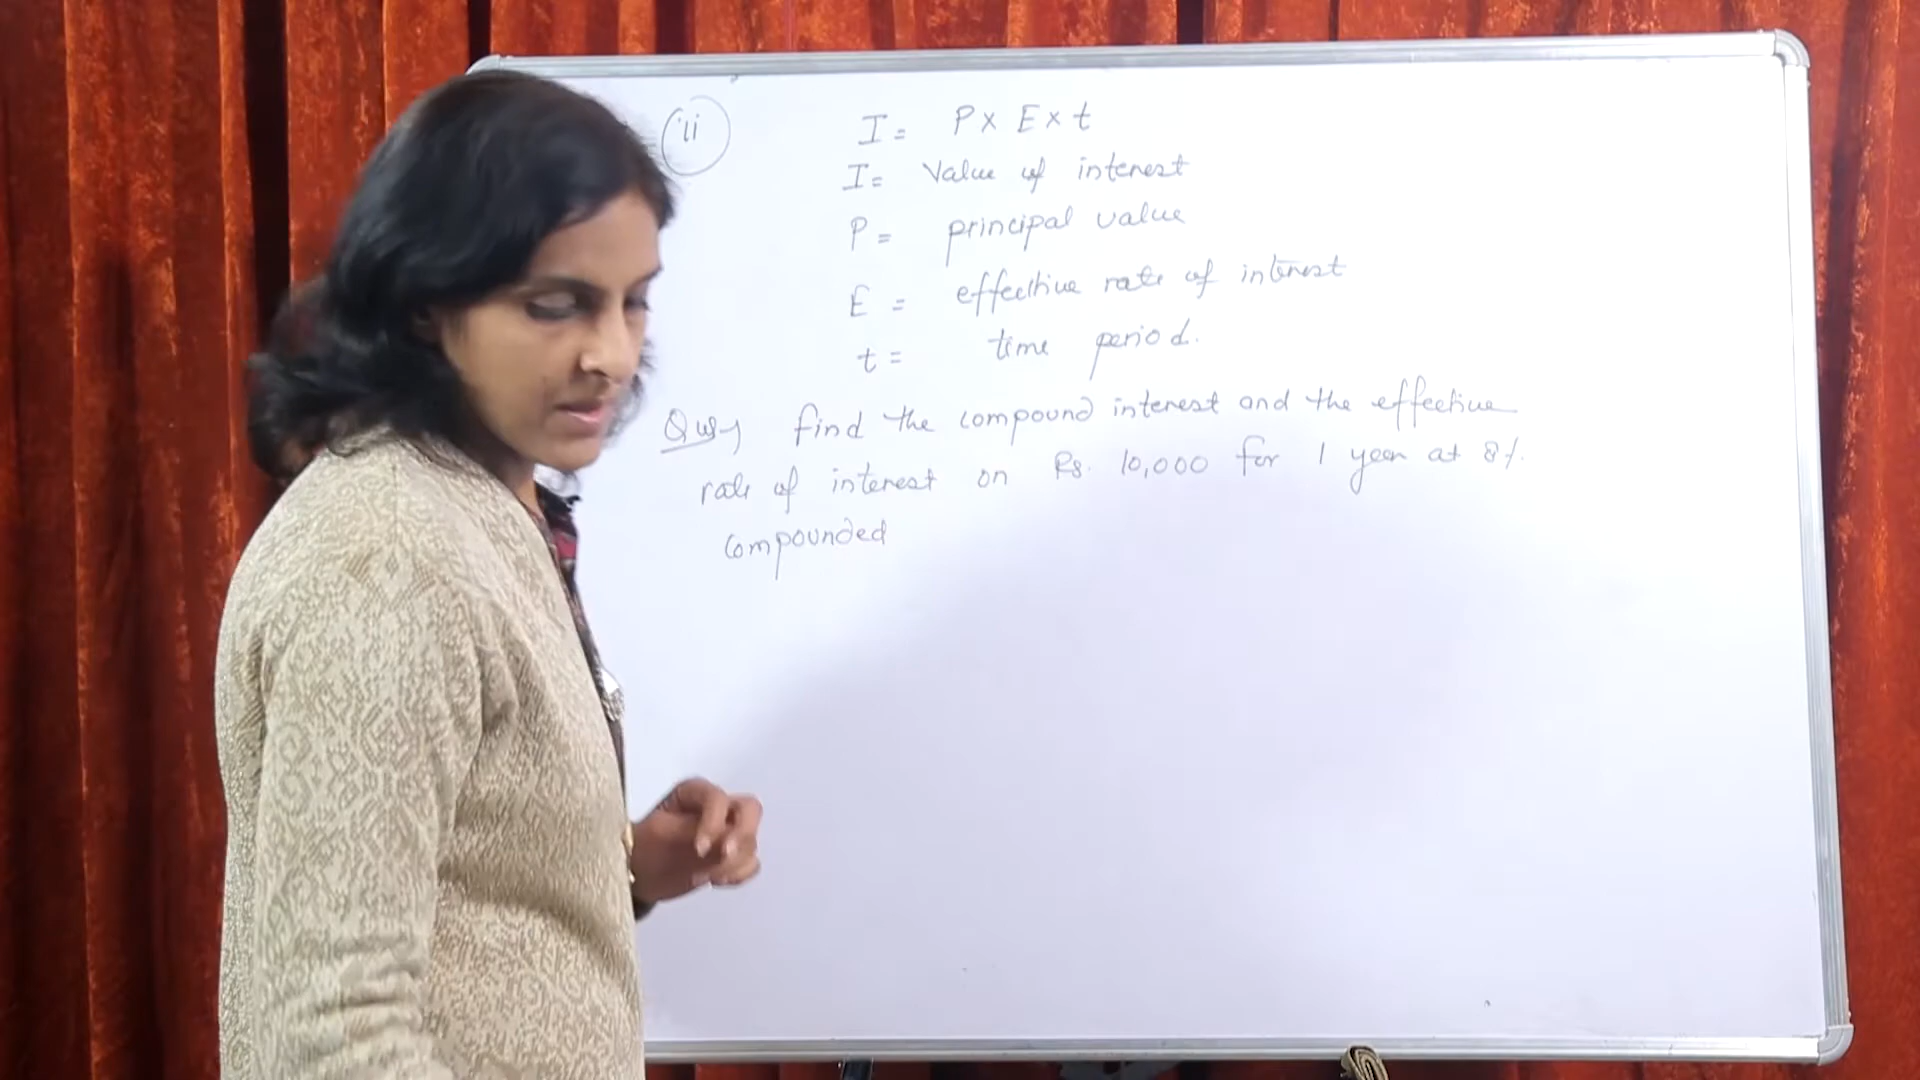 ii
I = P × E × t
I = Value of interest
P = principal value
E = effective rate of interest
t = time period.
Ques find the compound interest and the effective
rate of interest on Rs. 10,000 for 1 year at 8%.
compounded